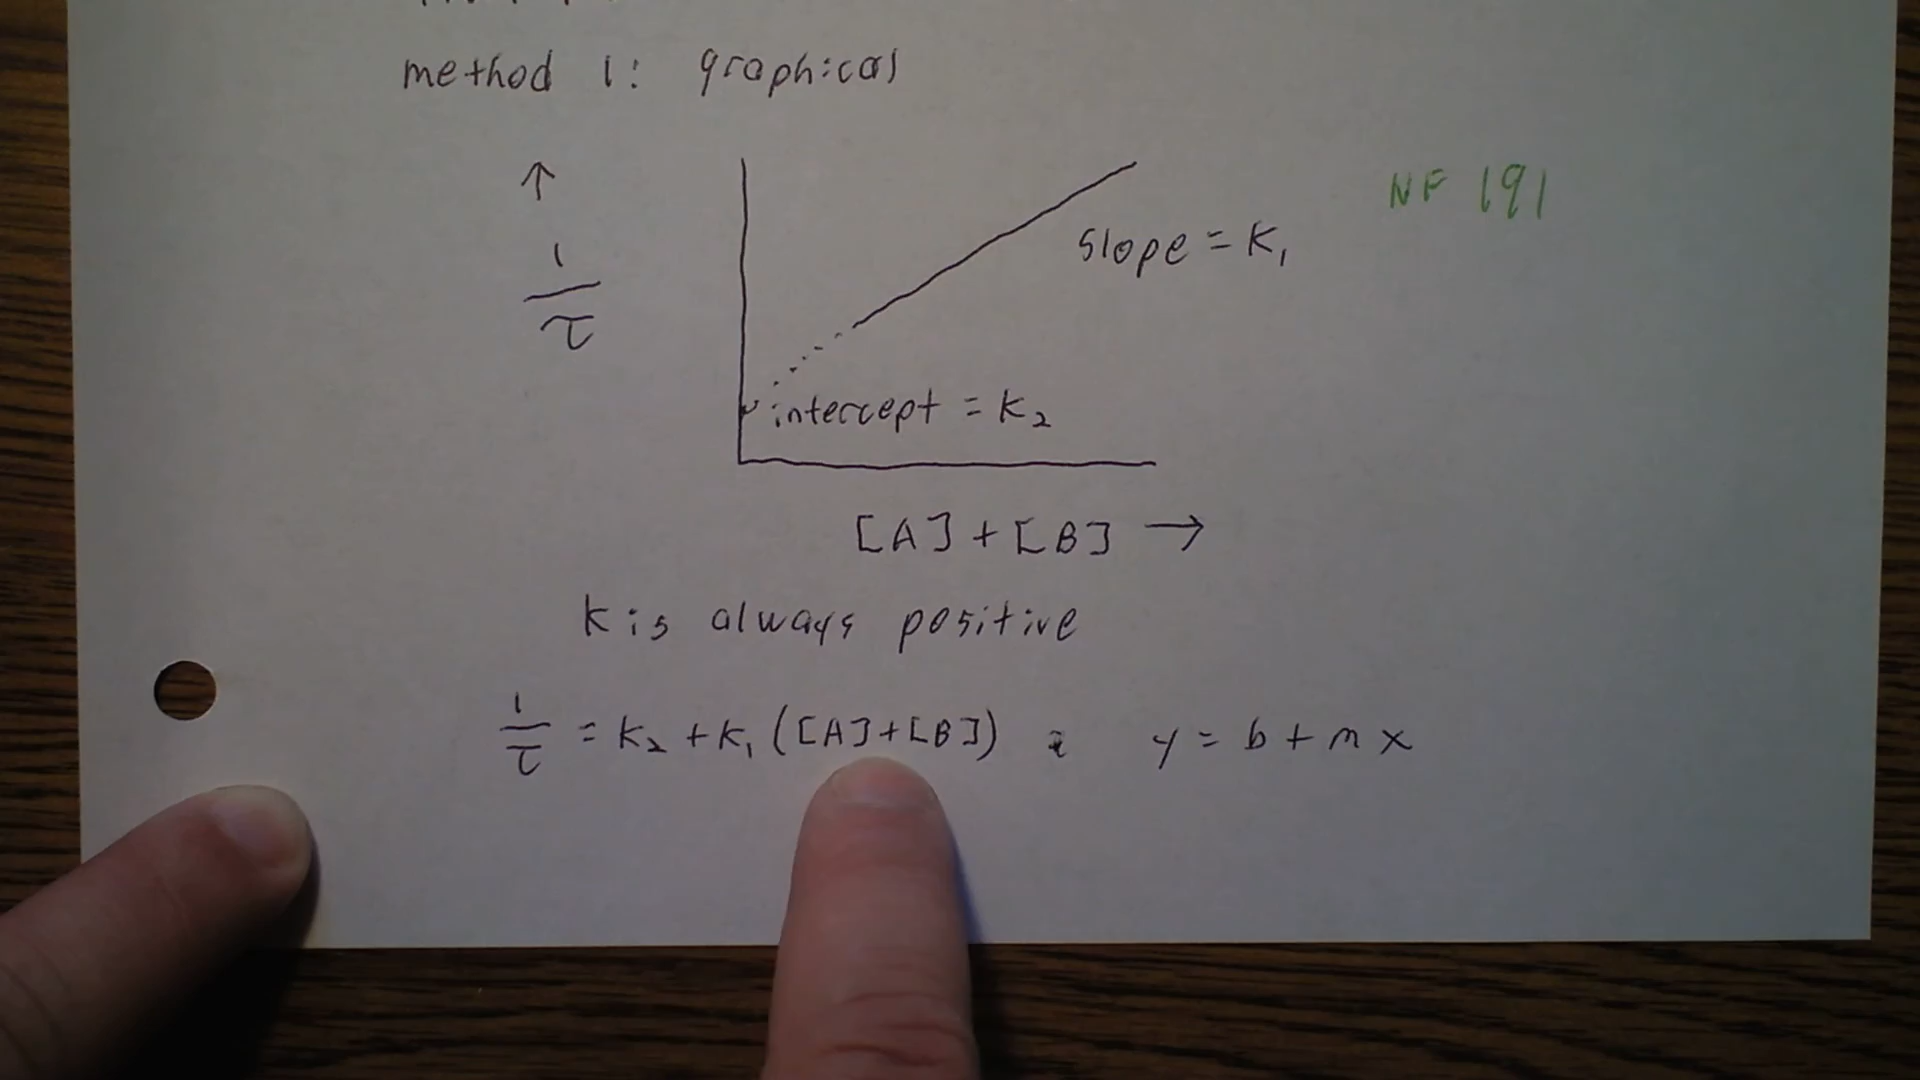 method 1: graphical
↑
1/τ
NF 191
slope = k₁
intercept = k₂
[A] + [B] →
k is always positive
1/τ = k₂ + k₁ ([A]+[B])   y = b + m x